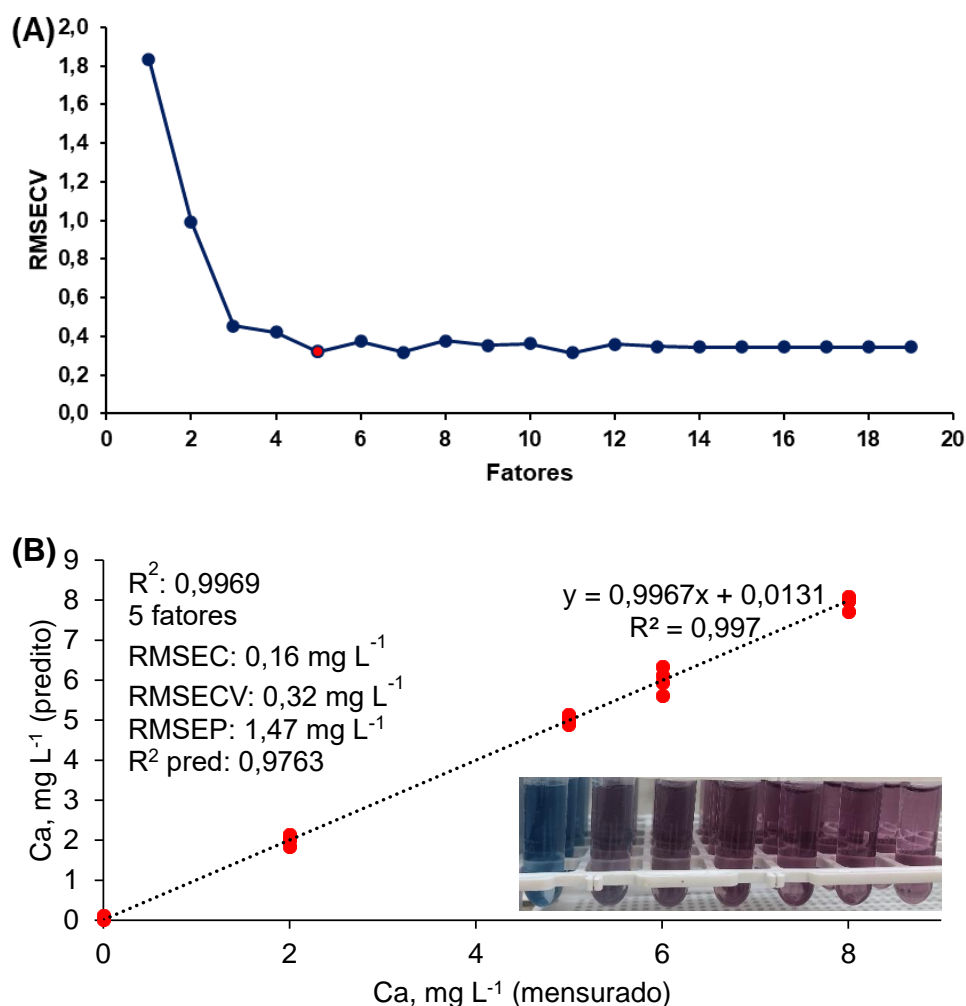 (A)
2,0
1,8
1,6
1,4
1,2
1,0
0,8
0,6
0,4
0,2
0,0
RMSECV
0 2 4 6 8 10 12 14 16 18 20
Fatores
(B)
9
8
7
6
5
4
3
2
1
0
Ca, mg L⁻¹ (predito)
R²: 0,9969
5 fatores
RMSEC: 0,16 mg L⁻¹
RMSECV: 0,32 mg L⁻¹
RMSEP: 1,47 mg L⁻¹
R² pred: 0,9763
y = 0,9967x + 0,0131
R² = 0,997
0 2 4 6 8
Ca, mg L⁻¹ (mensurado)